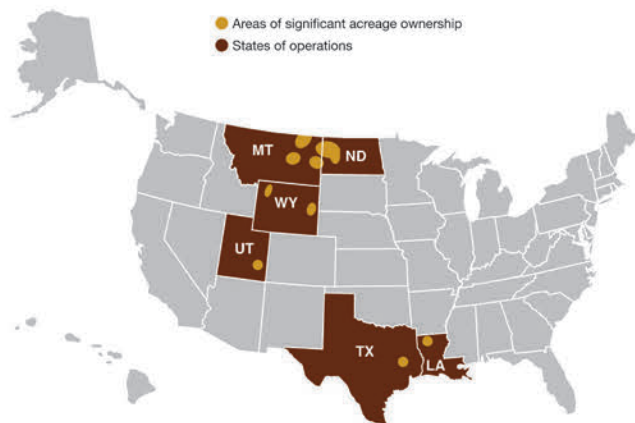 Areas of significant acreage ownership
States of operations
MT
ND
WY
UT
TX
LA